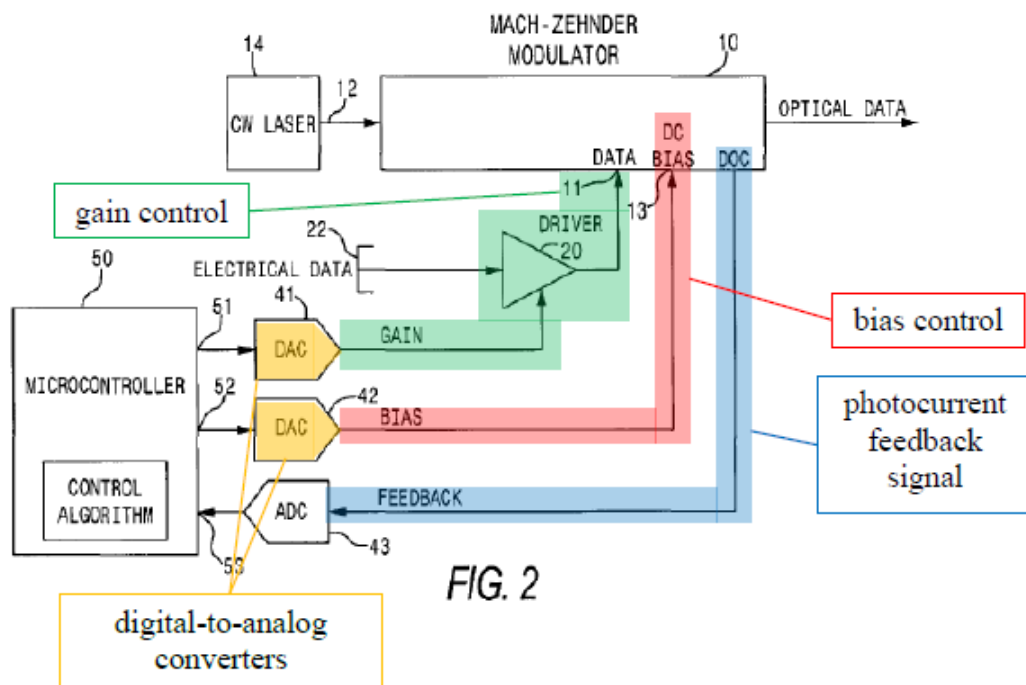 MACH-ZEHNDER
MODULATOR
14
10
12
CW LASER
OPTICAL DATA
DC
DATA BIAS DOC
11
13
gain control
DRIVER
22
20
50
ELECTRICAL DATA
41
51
GAIN
DAC
bias control
MICROCONTROLLER
42
52
BIAS
DAC
photocurrent
feedback
signal
CONTROL
ALGORITHM
FEEDBACK
ADC
53
43
FIG. 2
digital-to-analog
converters